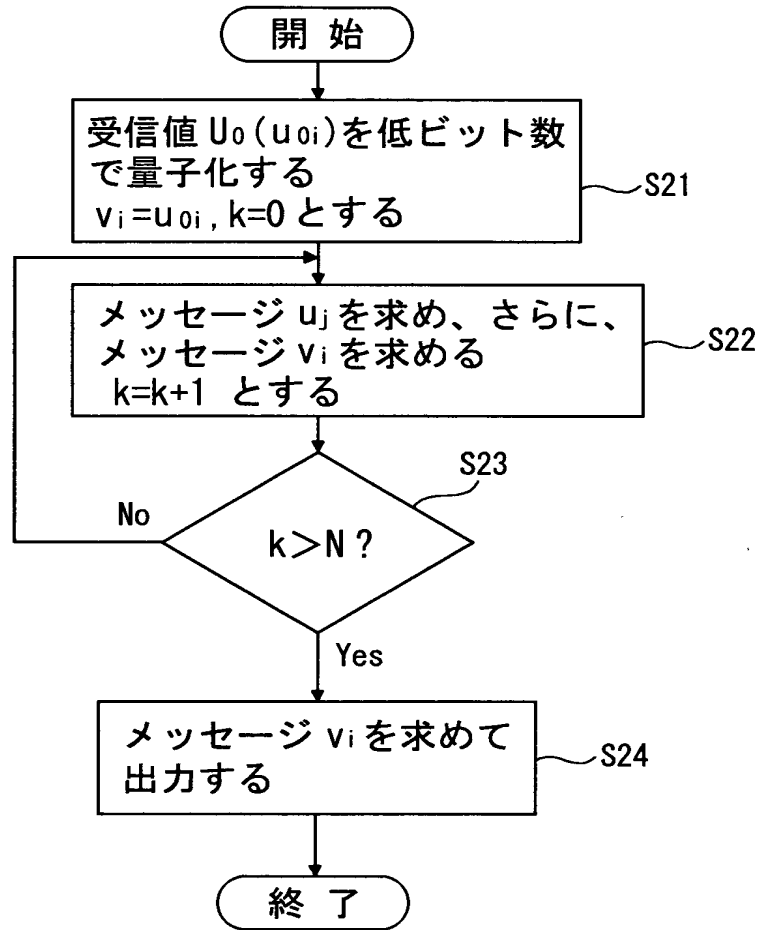 開 始
受信値 U₀(u₀ᵢ)を低ビット数
で量子化する
vᵢ=u₀ᵢ, k=0 とする
S21
メッセージ uⱼ を求め、さらに、
メッセージ vᵢ を求める
k=k+1 とする
S22
S23
No
k＞N ?
Yes
メッセージ vᵢ を求めて
出力する
S24
終 了